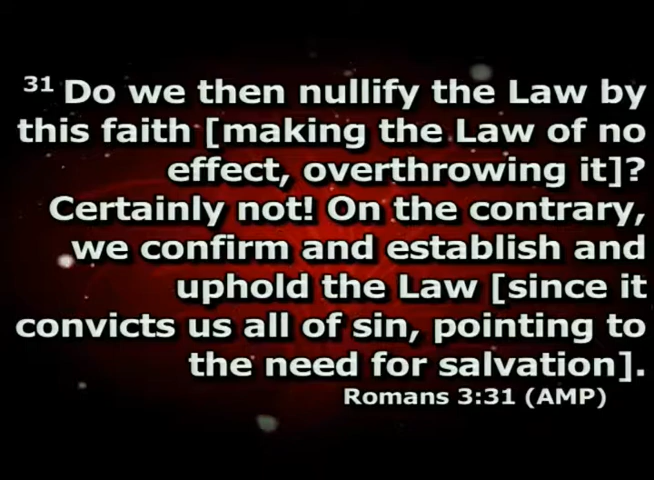 31 Do we then nullify the Law by
this faith [making the Law of no
effect, overthrowing it]?
Certainly not! On the contrary,
we confirm and establish and
uphold the Law [since it
convicts us all of sin, pointing to
the need for salvation].
Romans 3:31 (AMP)